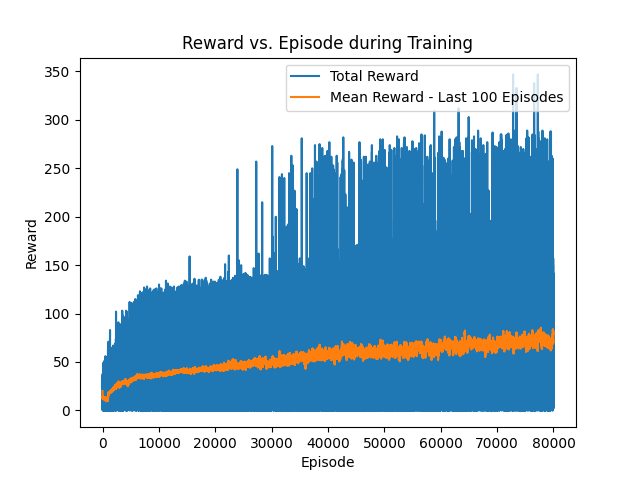 Reward vs. Episode during Training
Total Reward
Mean Reward - Last 100 Episodes
350
300
250
200
150
100
50
0
Reward
0 10000 20000 30000 40000 50000 60000 70000 80000
Episode